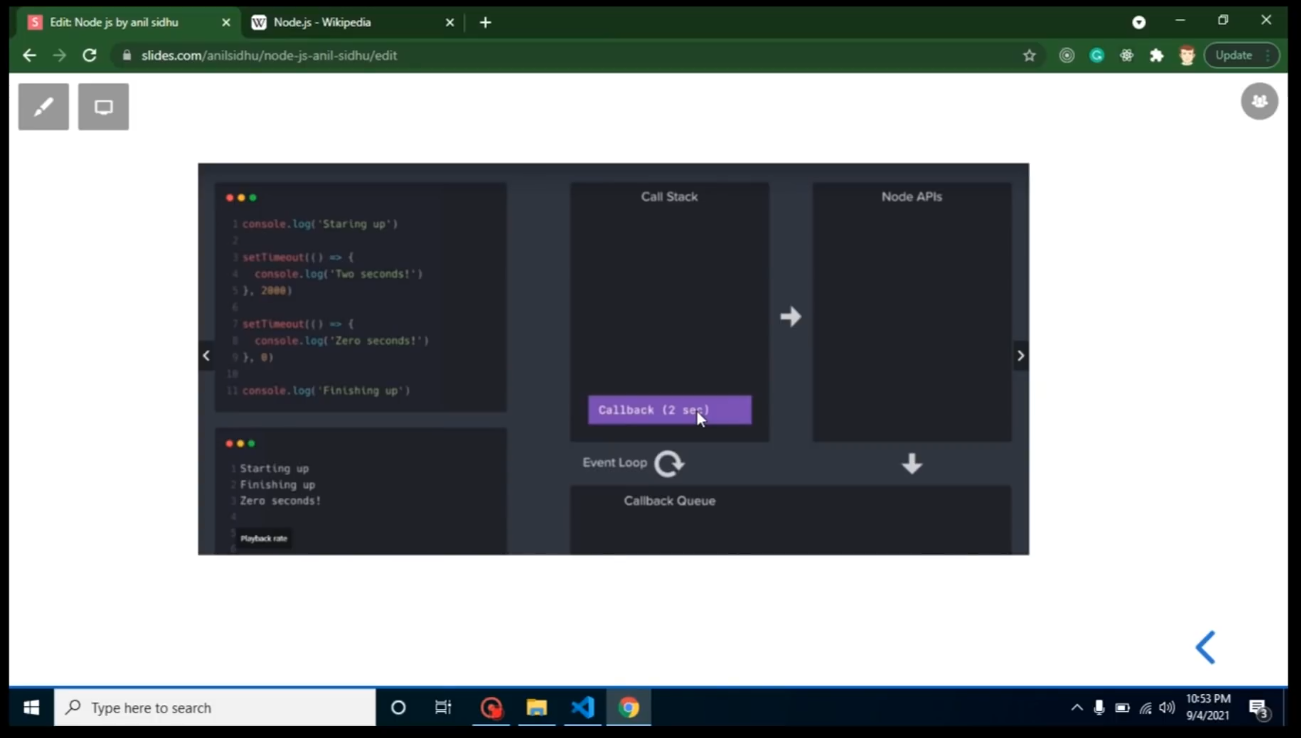 Edit: Node js by anil sidhu
Node.js - Wikipedia
slides.com/anilsidhu/node-js-anil-sidhu/edit
Update
1 console.log('Staring up')
2
3 setTimeout(() => {
4 console.log('Two seconds!')
5 }, 2000)
6
7 setTimeout(() => {
8 console.log('Zero seconds!')
9 }, 0)
10
11 console.log('Finishing up')
1 Starting up
2 Finishing up
3 Zero seconds!
4
5
6
Playback rate
Call Stack
Callback (2 sec)
Node APIs
Event Loop
Callback Queue
Type here to search
10:53 PM
9/4/2021
3